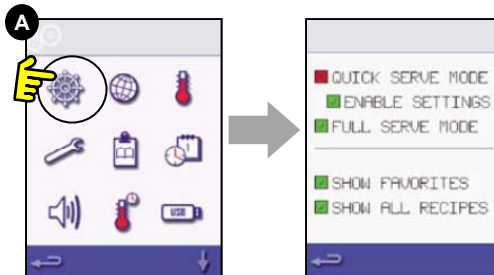 A
USB
QUICK SERVE MODE
ENABLE SETTINGS
FULL SERVE MODE
SHOW FAVORITES
SHOW ALL RECIPES